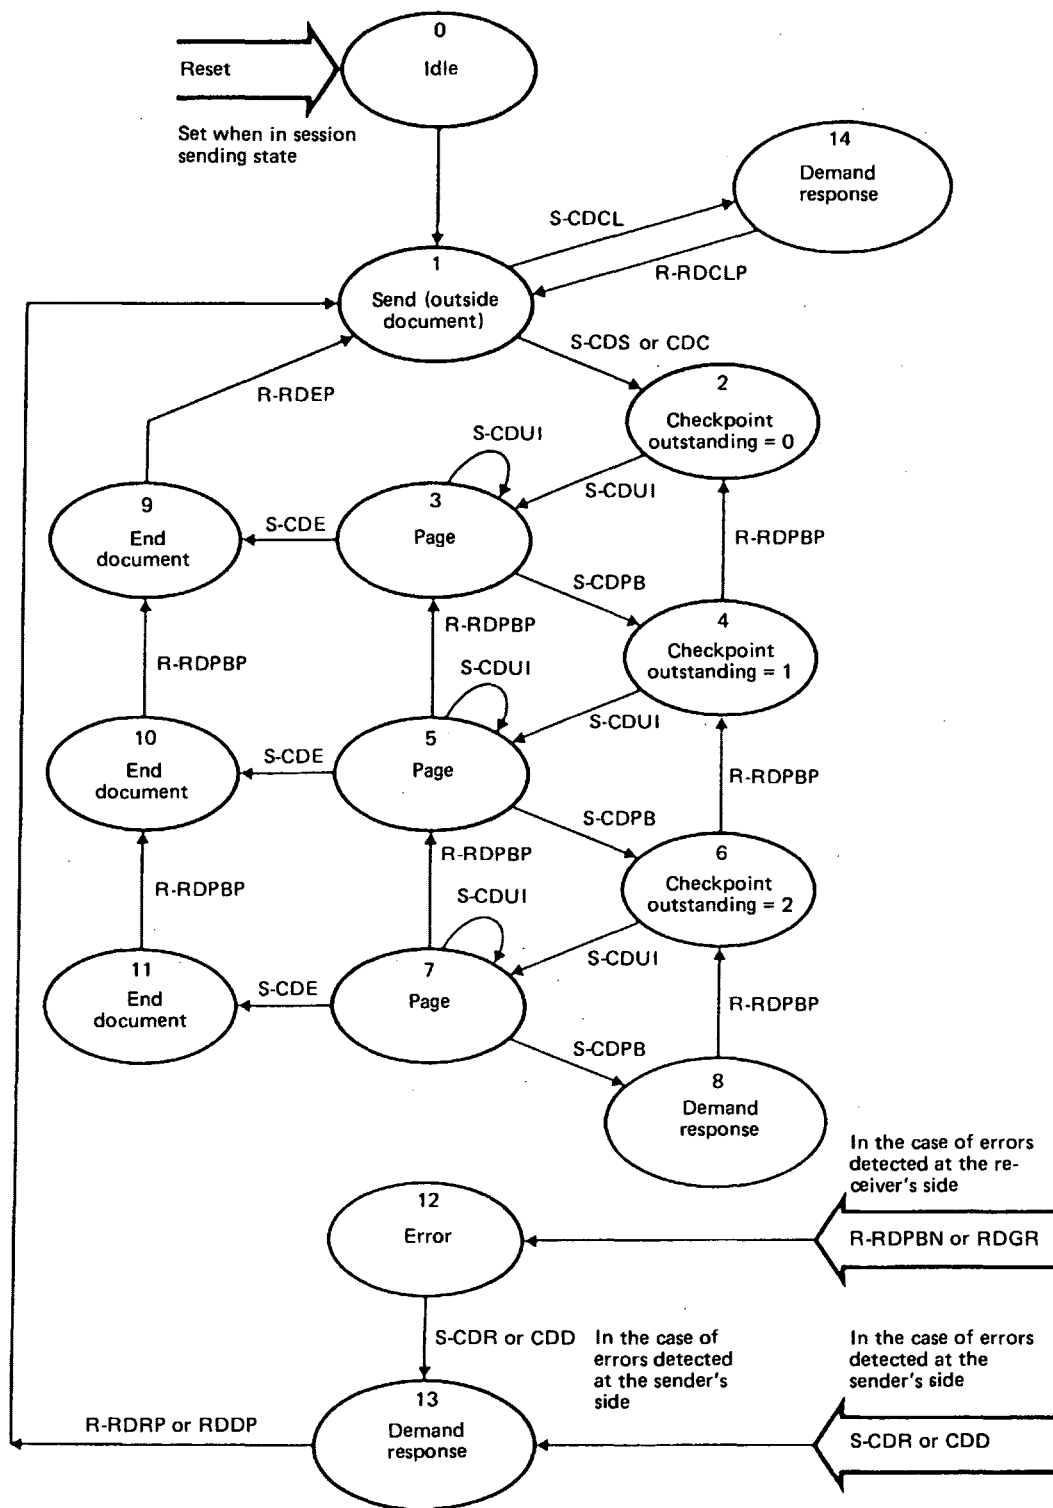 0
Idle
Reset
Set when in session
sending state
14
Demand
response
S-CDCL
R-RDCLP
1
Send (outside
document)
S-CDS or CDC
R-RDEP
2
Checkpoint
outstanding = 0
S-CDUI
S-CDUI
9
End
document
S-CDE
3
Page
R-RDPBP
S-CDPB
4
Checkpoint
outstanding = 1
R-RDPBP
R-RDPBP
S-CDUI
S-CDUI
10
End
document
S-CDE
5
Page
R-RDPBP
S-CDPB
6
Checkpoint
outstanding = 2
R-RDPBP
R-RDPBP
S-CDUI
S-CDUI
11
End
document
S-CDE
7
Page
R-RDPBP
S-CDPB
8
Demand
response
In the case of errors
detected at the re-
ceiver's side
12
Error
R-RDPBN or RDGR
S-CDR or CDD
In the case of
errors detected
at the sender's
side
In the case of errors
detected at the
sender's side
13
Demand
response
R-RDRP or RDDP
S-CDR or CDD